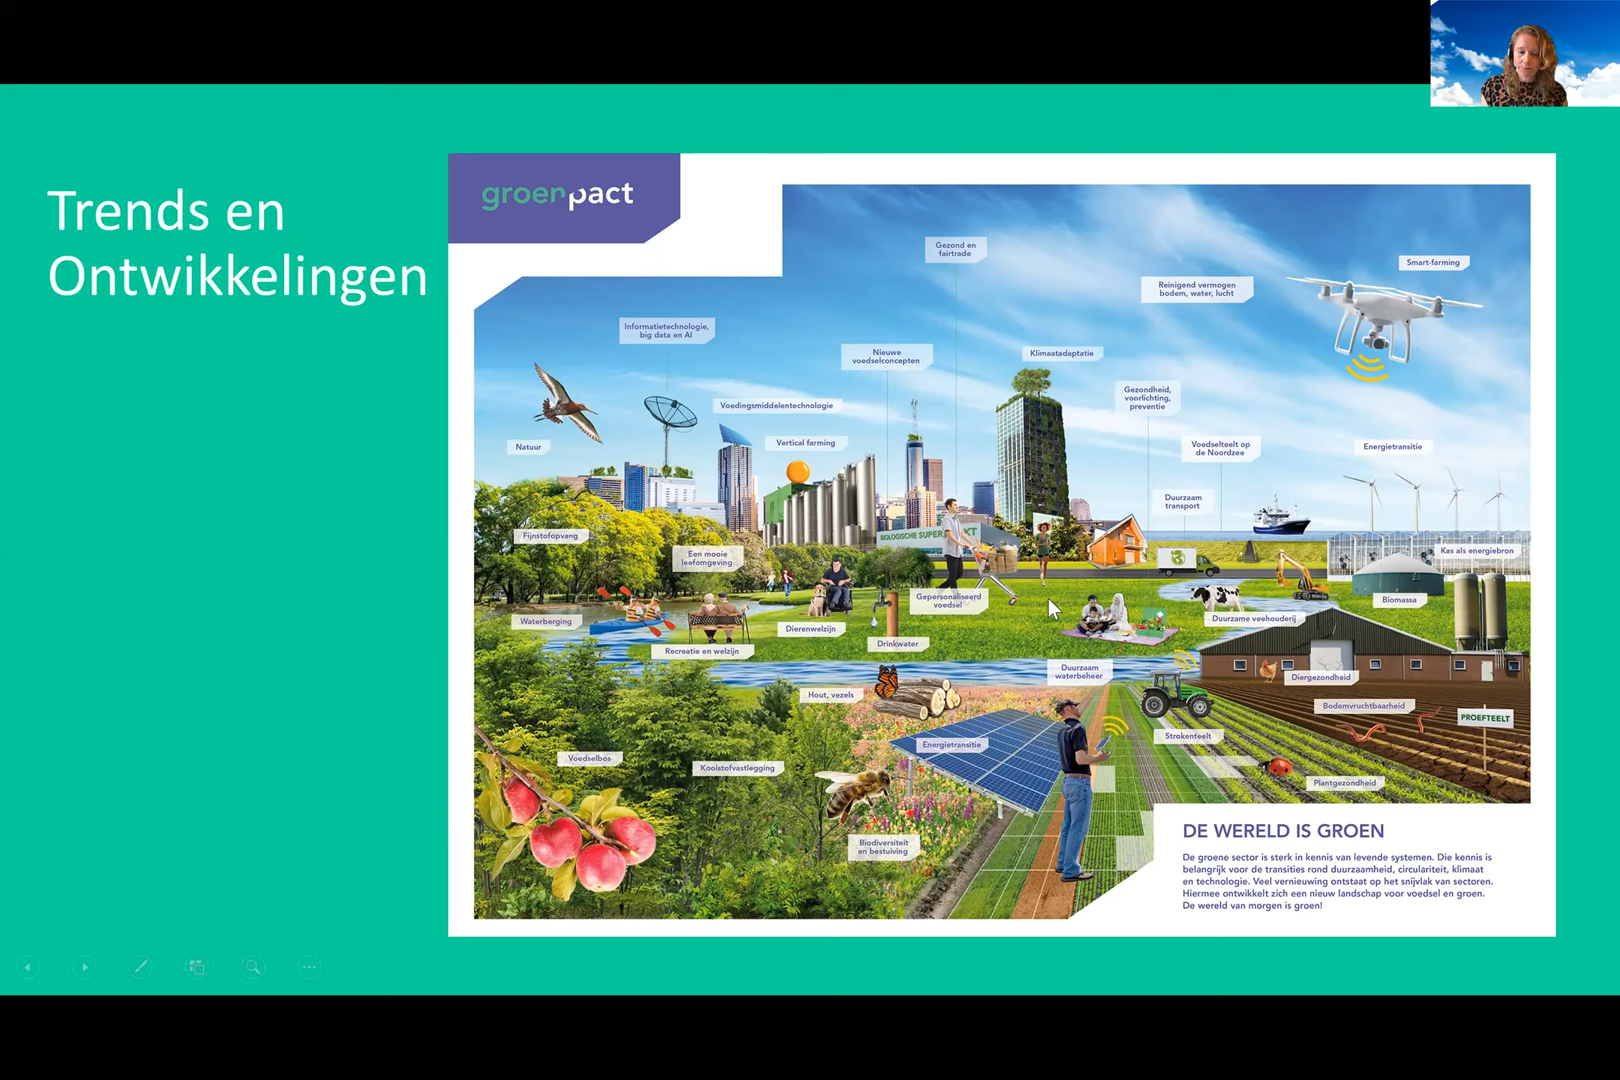 Trends en
Ontwikkelingen
groenpact
Gezond en
fairtrade
Smart-farming
Reinigend vermogen
bodem, water, lucht
Informatietechnologie,
big data en AI
Nieuwe
voedselconcepten
Klimaatadaptatie
Gezondheid,
voorlichting,
preventie
Voedingsmiddelentechnologie
Natuur
Vertical farming
Voedselteelt op
de Noordzee
Energietransitie
Duurzaam
transport
Fijnstofopvang
Een mooie
leefomgeving
Kas als energiebron
Gepersonaliseerd
voedsel
Biomassa
Waterberging
Dierenwelzijn
Duurzame veehouderij
Recreatie en welzijn
Drinkwater
Duurzaam
waterbeheer
Diergezondheid
Hout, vezels
Bodemvruchtbaarheid
PROEFTEELT
Strokenteelt
Energietransitie
Voedselbos
Koolstofvastlegging
Plantgezondheid
Biodiversiteit
en bestuiving
DE WERELD IS GROEN
De groene sector is sterk in kennis van levende systemen. Die kennis is
belangrijk voor de transities rond duurzaamheid, circulariteit, klimaat
en technologie. Veel vernieuwing ontstaat op het snijvlak van sectoren.
Hiermee ontwikkelt zich een nieuw landschap voor voedsel en groen.
De wereld van morgen is groen!